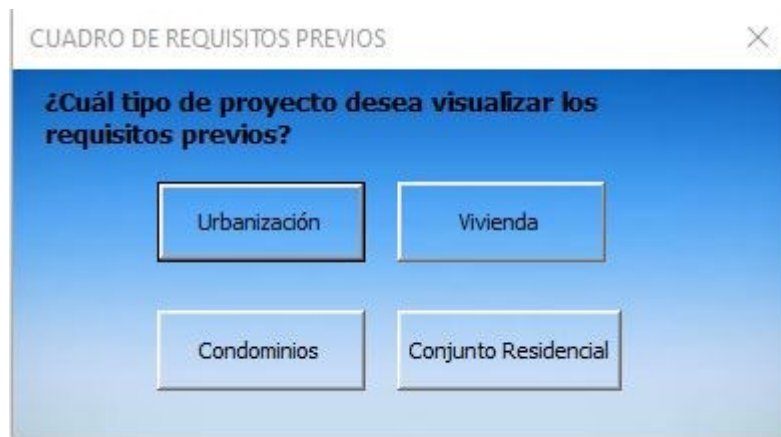 CUADRO DE REQUISITOS PREVIOS
¿Cuál tipo de proyecto desea visualizar los
requisitos previos?
Urbanización
Vivienda
Condominios
Conjunto Residencial